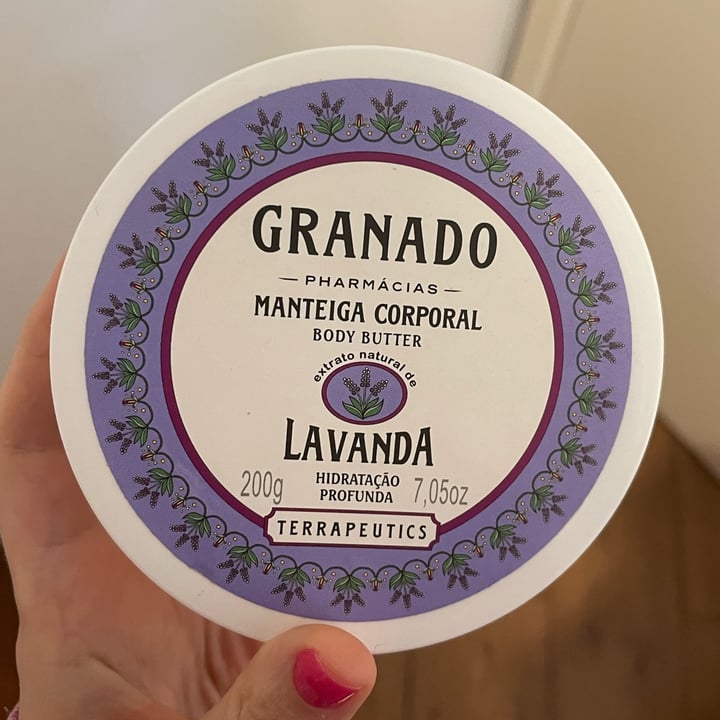 GRANADO
PHARMÁCIAS
MANTEIGA CORPORAL
BODY BUTTER
extrato natural de
LAVANDA
200g HIDRATAÇÃO PROFUNDA 7,05oz
TERRAPEUTICS